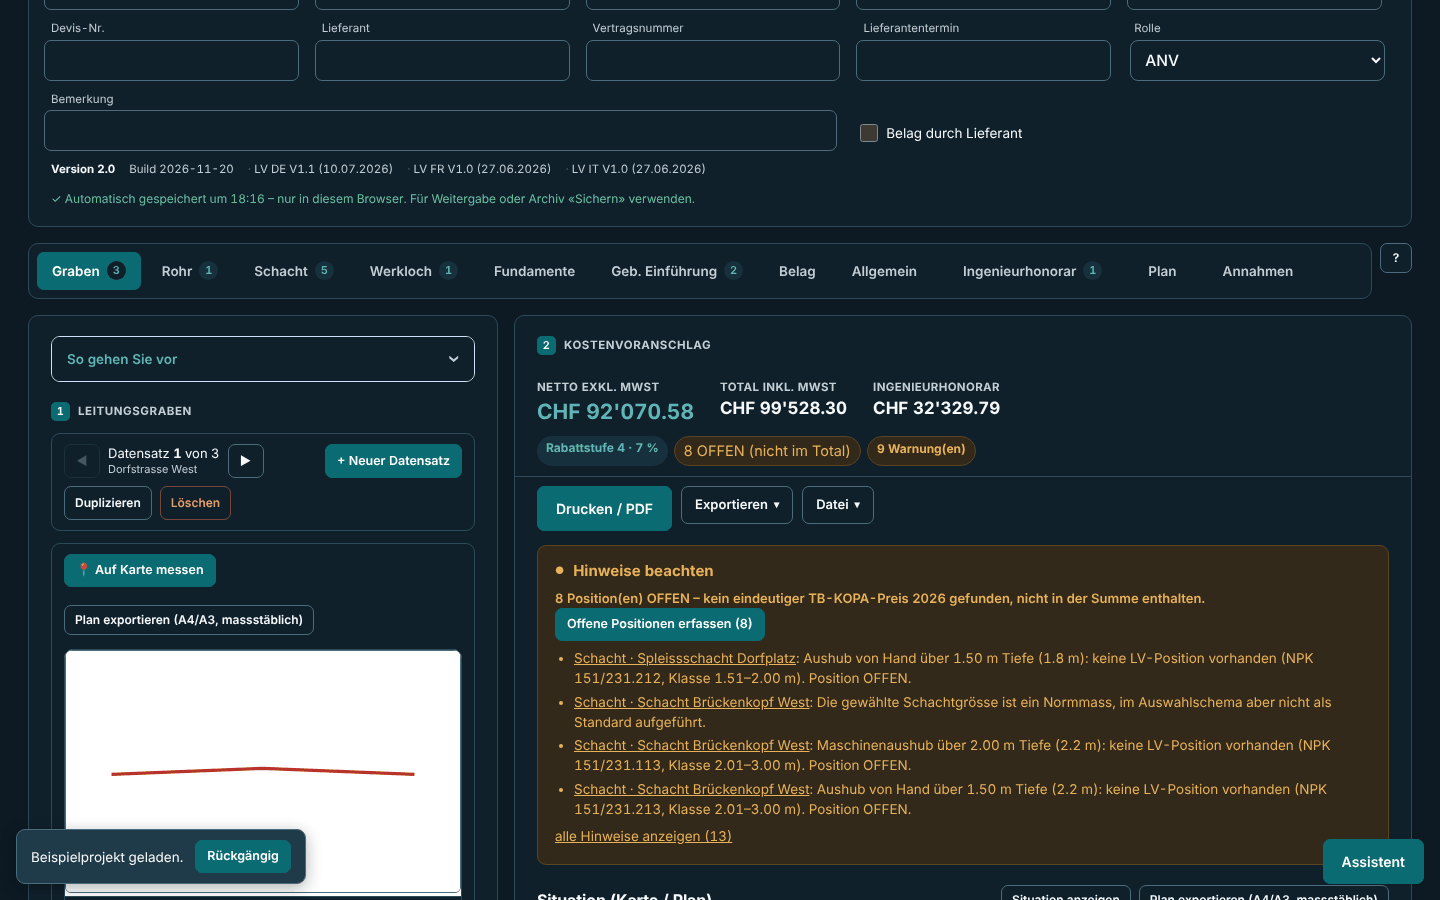 Devis-Nr. Lieferant Vertragsnummer Lieferantentermin Rolle
ANV
Bemerkung
Belag durch Lieferant
Version 2.0 Build 2026-11-20 · LV DE V1.1 (10.07.2026) · LV FR V1.0 (27.06.2026) · LV IT V1.0 (27.06.2026)
✓ Automatisch gespeichert um 18:16 – nur in diesem Browser. Für Weitergabe oder Archiv «Sichern» verwenden.
Graben 3 Rohr 1 Schacht 5 Werkloch 1 Fundamente Geb. Einführung 2 Belag Allgemein Ingenieurhonorar 1 Plan Annahmen ?
So gehen Sie vor
1 LEITUNGSGRABEN
◀ Datensatz 1 von 3 ▶ + Neuer Datensatz
Dorfstrasse West
Duplizieren Löschen
📍 Auf Karte messen
Plan exportieren (A4/A3, massstäblich)
Beispielprojekt geladen. Rückgängig
2 KOSTENVORANSCHLAG
NETTO EXKL. MWST TOTAL INKL. MWST INGENIEURHONORAR
CHF 92'070.58 CHF 99'528.30 CHF 32'329.79
Rabattstufe 4 · 7 % 8 OFFEN (nicht im Total) 9 Warnung(en)
Drucken / PDF Exportieren ▾ Datei ▾
● Hinweise beachten
8 Position(en) OFFEN – kein eindeutiger TB-KOPA-Preis 2026 gefunden, nicht in der Summe enthalten.
Offene Positionen erfassen (8)
• Schacht · Spleissschacht Dorfplatz: Aushub von Hand über 1.50 m Tiefe (1.8 m): keine LV-Position vorhanden (NPK
151/231.212, Klasse 1.51–2.00 m). Position OFFEN.
• Schacht · Schacht Brückenkopf West: Die gewählte Schachtgrösse ist ein Normmass, im Auswahlschema aber nicht als
Standard aufgeführt.
• Schacht · Schacht Brückenkopf West: Maschinenaushub über 2.00 m Tiefe (2.2 m): keine LV-Position vorhanden (NPK
151/231.113, Klasse 2.01–3.00 m). Position OFFEN.
• Schacht · Schacht Brückenkopf West: Aushub von Hand über 1.50 m Tiefe (2.2 m): keine LV-Position vorhanden (NPK
151/231.213, Klasse 2.01–3.00 m). Position OFFEN.
alle Hinweise anzeigen (13)
Assistent
Situation (Karte / Plan) Situation anzeigen Plan exportieren (A4/A3, massstäblich)